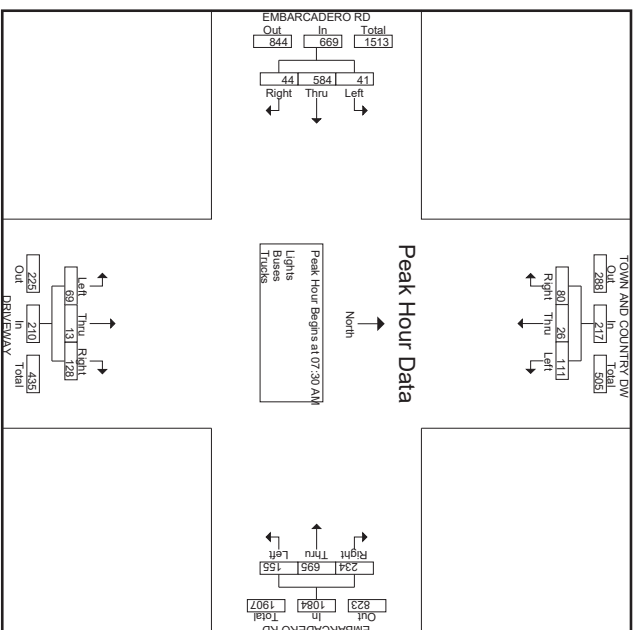 EMBARCADERO RD
Out In Total
844 669 1513
44 584 41
Right Thru Left
TOWN AND COUNTRY DW
Out In Total
288 217 505
80 26 111
Right Thru Left
Peak Hour Data
North
Peak Hour Begins at 07:30 AM
Lights
Buses
Trucks
Left Thru Right
69 13 128
225 210 435
Out In Total
DRIVEWAY
Left Thru Right
155 695 234
1907 1084 823
Total In Out
EMBARCADERO RD